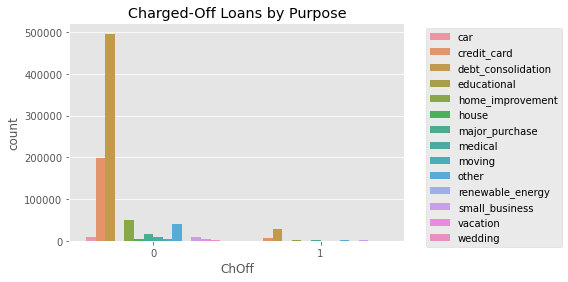 Charged-Off Loans by Purpose
500000
400000
300000
200000
100000
0
count
0
1
ChOff
car
credit_card
debt_consolidation
educational
home_improvement
house
major_purchase
medical
moving
other
renewable_energy
small_business
vacation
wedding